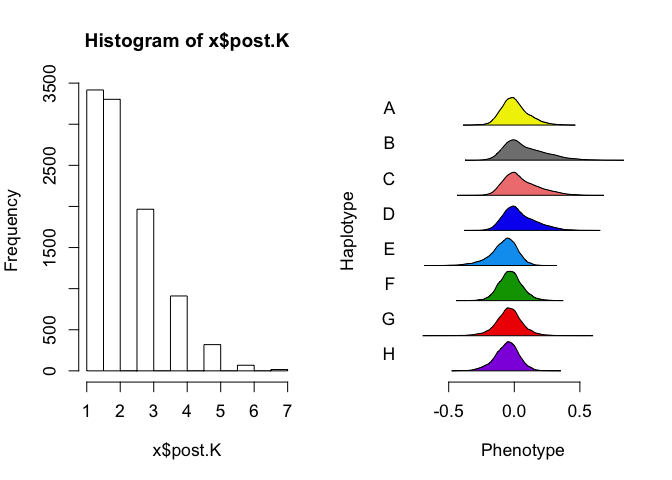 Histogram of x$post.K
Frequency
3500
2500
1500
500
0
1 2 3 4 5 6 7
x$post.K
Haplotype
A
B
C
D
E
F
G
H
-0.5 0.0 0.5
Phenotype